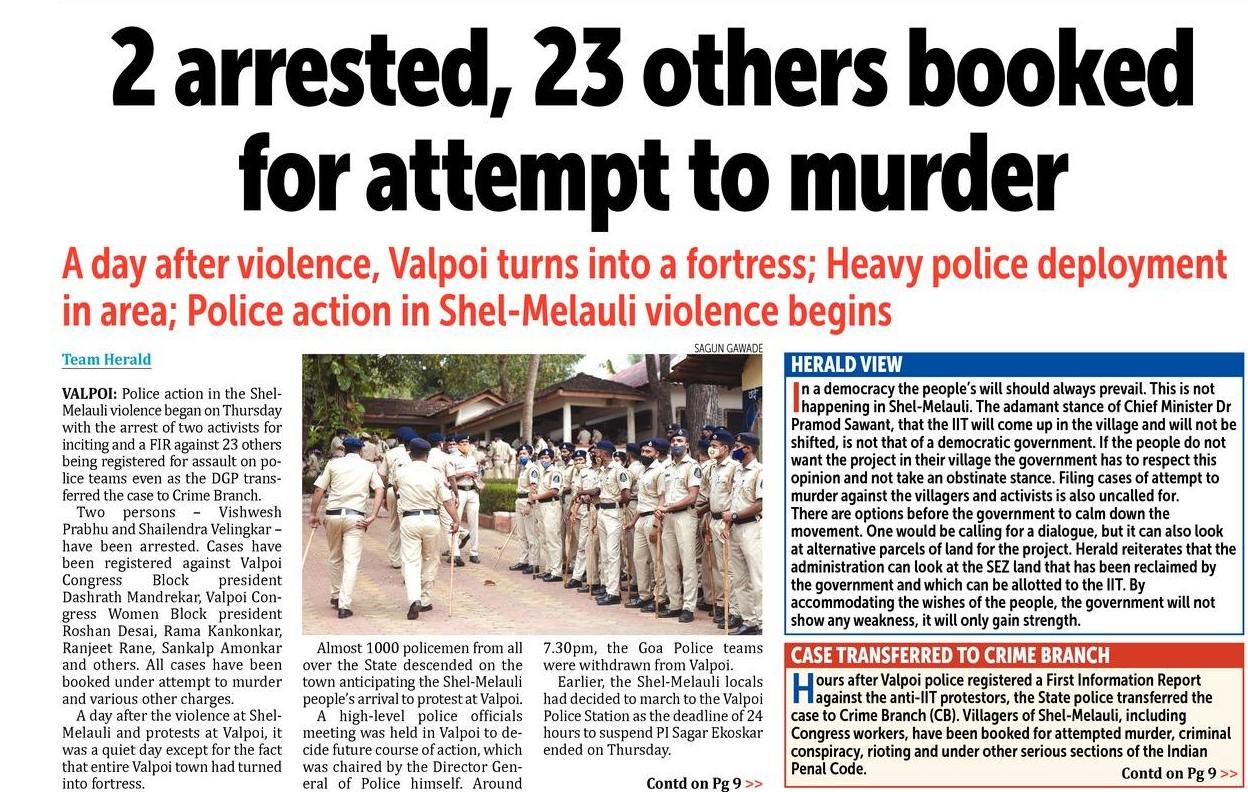 2 arrested, 23 others booked
for attempt to murder
A day after violence, Valpoi turns into a fortress; Heavy police deployment
in area; Police action in Shel-Melauli violence begins
Team Herald
VALPOI: Police action in the Shel-
Melauli violence began on Thursday
with the arrest of two activists for
inciting and a FIR against 23 others
being registered for assault on po-
lice teams even as the DGP trans-
ferred the case to Crime Branch.
Two persons – Vishwesh
Prabhu and Shailendra Velingkar –
have been arrested. Cases have
been registered against Valpoi
Congress Block president
Dashrath Mandrekar, Valpoi Con-
gress Women Block president
Roshan Desai, Rama Kankonkar,
Ranjeet Rane, Sankalp Amonkar
and others. All cases have been
booked under attempt to murder
and various other charges.
A day after the violence at Shel-
Melauli and protests at Valpoi, it
was a quiet day except for the fact
that entire Valpoi town had turned
into fortress.
SAGUN GAWADE
Almost 1000 policemen from all
over the State descended on the
town anticipating the Shel-Melauli
people's arrival to protest at Valpoi.
A high-level police officials
meeting was held in Valpoi to de-
cide future course of action, which
was chaired by the Director Gen-
eral of Police himself. Around
7.30pm, the Goa Police teams
were withdrawn from Valpoi.
Earlier, the Shel-Melauli locals
had decided to march to the Valpoi
Police Station as the deadline of 24
hours to suspend PI Sagar Ekoskar
ended on Thursday.
Contd on Pg 9 >>
HERALD VIEW
In a democracy the people's will should always prevail. This is not
happening in Shel-Melauli. The adamant stance of Chief Minister Dr
Pramod Sawant, that the IIT will come up in the village and will not be
shifted, is not that of a democratic government. If the people do not
want the project in their village the government has to respect this
opinion and not take an obstinate stance. Filing cases of attempt to
murder against the villagers and activists is also uncalled for.
There are options before the government to calm down the
movement. One would be calling for a dialogue, but it can also look
at alternative parcels of land for the project. Herald reiterates that the
administration can look at the SEZ land that has been reclaimed by
the government and which can be allotted to the IIT. By
accommodating the wishes of the people, the government will not
show any weakness, it will only gain strength.
CASE TRANSFERRED TO CRIME BRANCH
Hours after Valpoi police registered a First Information Report
against the anti-IIT protestors, the State police transferred the
case to Crime Branch (CB). Villagers of Shel-Melauli, including
Congress workers, have been booked for attempted murder, criminal
conspiracy, rioting and under other serious sections of the Indian
Penal Code.
Contd on Pg 9 >>